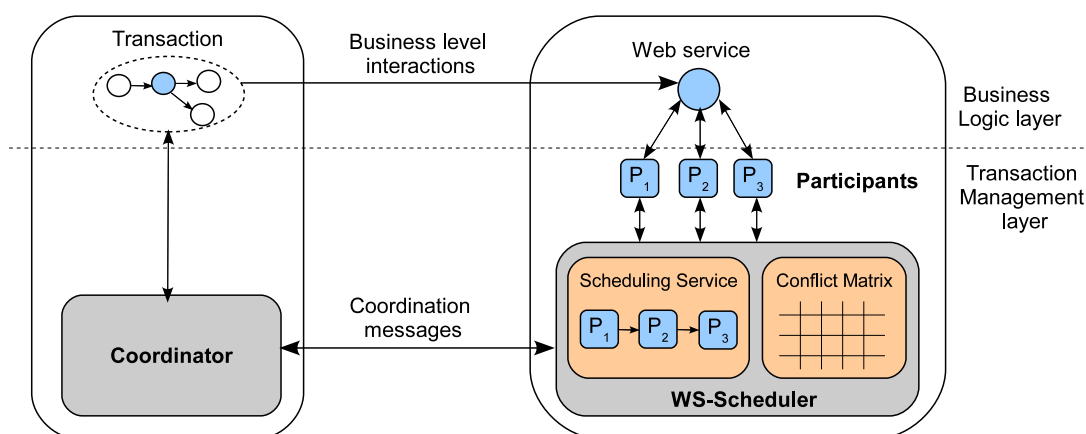 Transaction
Business level
interactions
Web service
Business
Logic layer
P1
P2
P3
Participants
Transaction
Management
layer
Scheduling Service
Conflict Matrix
P1
P2
P3
Coordination
messages
Coordinator
WS-Scheduler